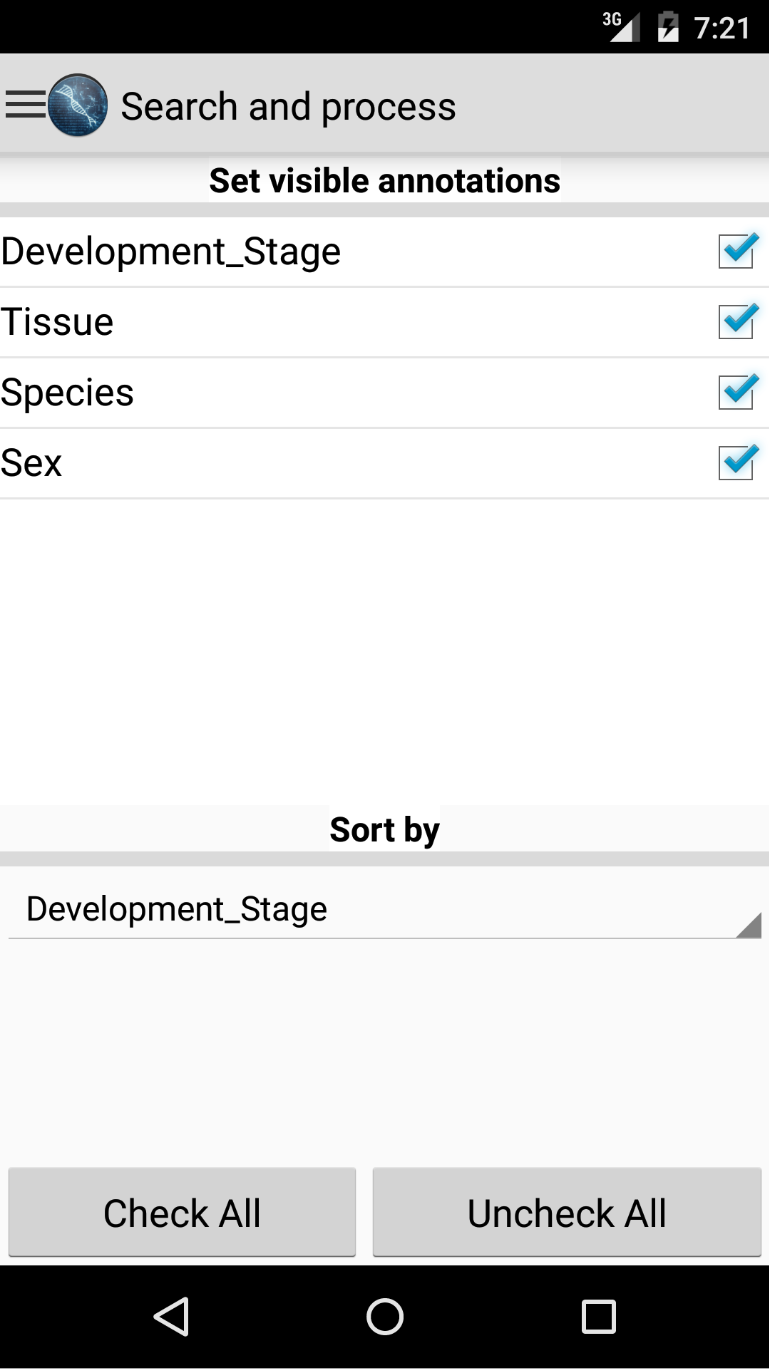 3G 7:21
Search and process
Set visible annotations
Development_Stage
Tissue
Species
Sex
Sort by
Development_Stage
Check All Uncheck All